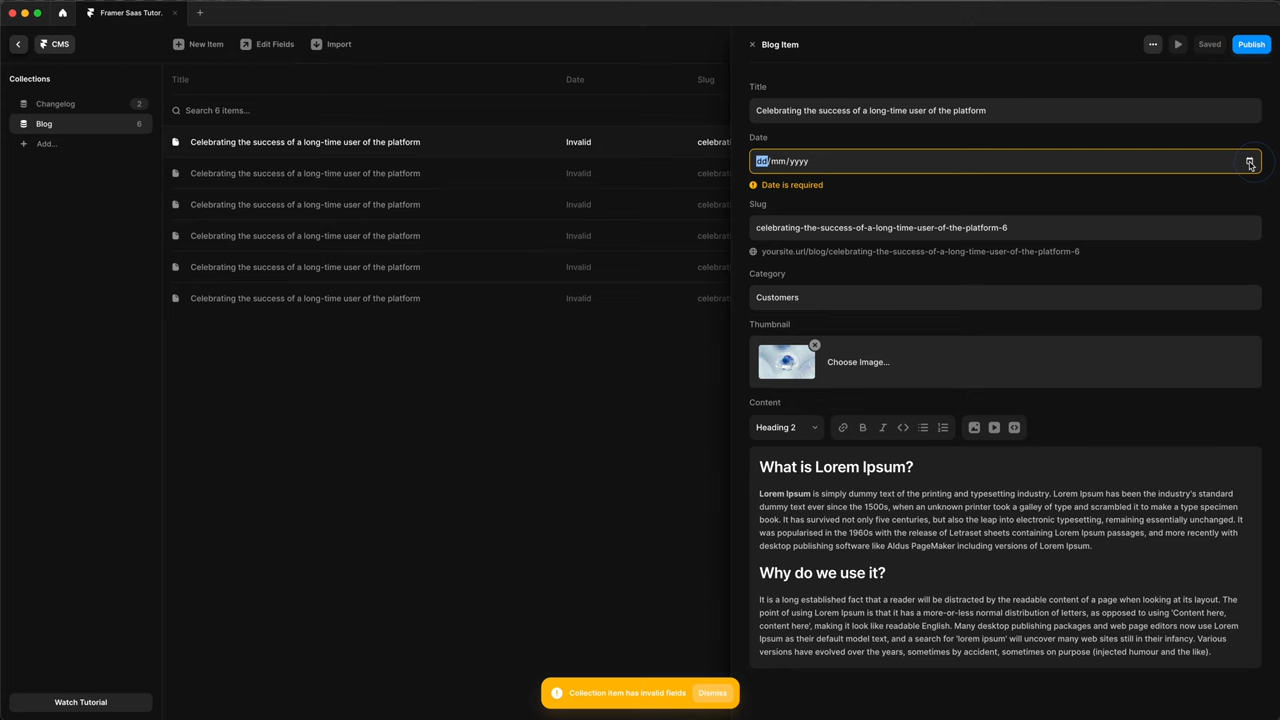 Framer Saas Tutor.
CMS
New Item
Edit Fields
Import
Collections
Changelog
2
Blog
6
Add...
Watch Tutorial
Title
Date
Slug
Search 6 items...
Celebrating the success of a long-time user of the platform
Invalid
celebrat
Celebrating the success of a long-time user of the platform
Invalid
celebrat
Celebrating the success of a long-time user of the platform
Invalid
celebrat
Celebrating the success of a long-time user of the platform
Invalid
celebrat
Celebrating the success of a long-time user of the platform
Invalid
celebrat
Celebrating the success of a long-time user of the platform
Invalid
celebrat
Blog Item
Saved
Publish
Title
Celebrating the success of a long-time user of the platform
Date
dd/mm/yyyy
Date is required
Slug
celebrating-the-success-of-a-long-time-user-of-the-platform-6
yoursite.url/blog/celebrating-the-success-of-a-long-time-user-of-the-platform-6
Category
Customers
Thumbnail
Choose Image...
Content
Heading 2
B
I
What is Lorem Ipsum?
Lorem Ipsum is simply dummy text of the printing and typesetting industry. Lorem Ipsum has been the industry's standard
dummy text ever since the 1500s, when an unknown printer took a galley of type and scrambled it to make a type specimen
book. It has survived not only five centuries, but also the leap into electronic typesetting, remaining essentially unchanged. It
was popularised in the 1960s with the release of Letraset sheets containing Lorem Ipsum passages, and more recently with
desktop publishing software like Aldus PageMaker including versions of Lorem Ipsum.
Why do we use it?
It is a long established fact that a reader will be distracted by the readable content of a page when looking at its layout. The
point of using Lorem Ipsum is that it has a more-or-less normal distribution of letters, as opposed to using 'Content here,
content here', making it look like readable English. Many desktop publishing packages and web page editors now use Lorem
Ipsum as their default model text, and a search for 'lorem ipsum' will uncover many web sites still in their infancy. Various
versions have evolved over the years, sometimes by accident, sometimes on purpose (injected humour and the like).
Collection item has invalid fields
Dismiss